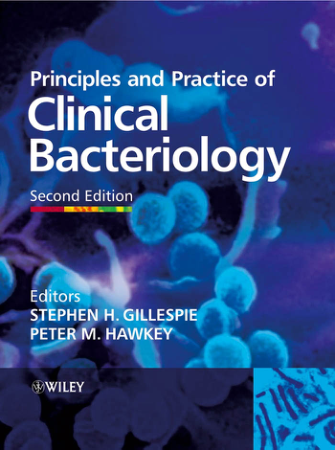 Principles and Practice of
Clinical
Bacteriology
Second Edition
Editors
STEPHEN H. GILLESPIE
PETER M. HAWKEY
WILEY